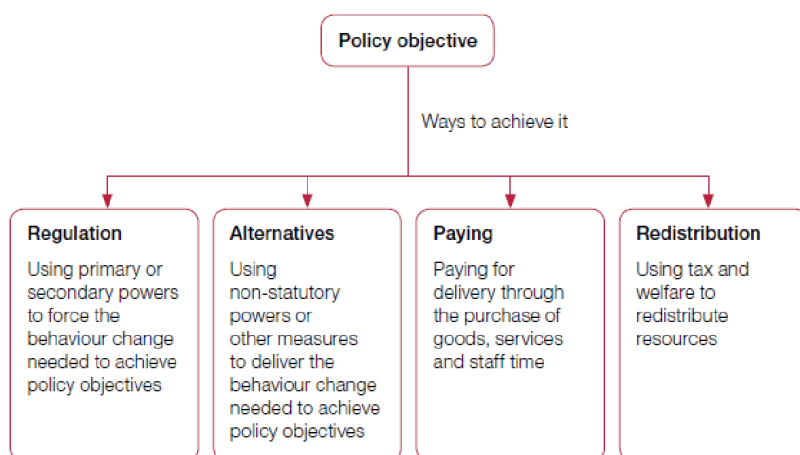 Policy objective
Ways to achieve it
Regulation
Using primary or
secondary powers
to force the
behaviour change
needed to achieve
policy objectives
Alternatives
Using
non-statutory
powers or
other measures
to deliver the
behaviour change
needed to achieve
policy objectives
Paying
Paying for
delivery through
the purchase of
goods, services
and staff time
Redistribution
Using tax and
welfare to
redistribute
resources